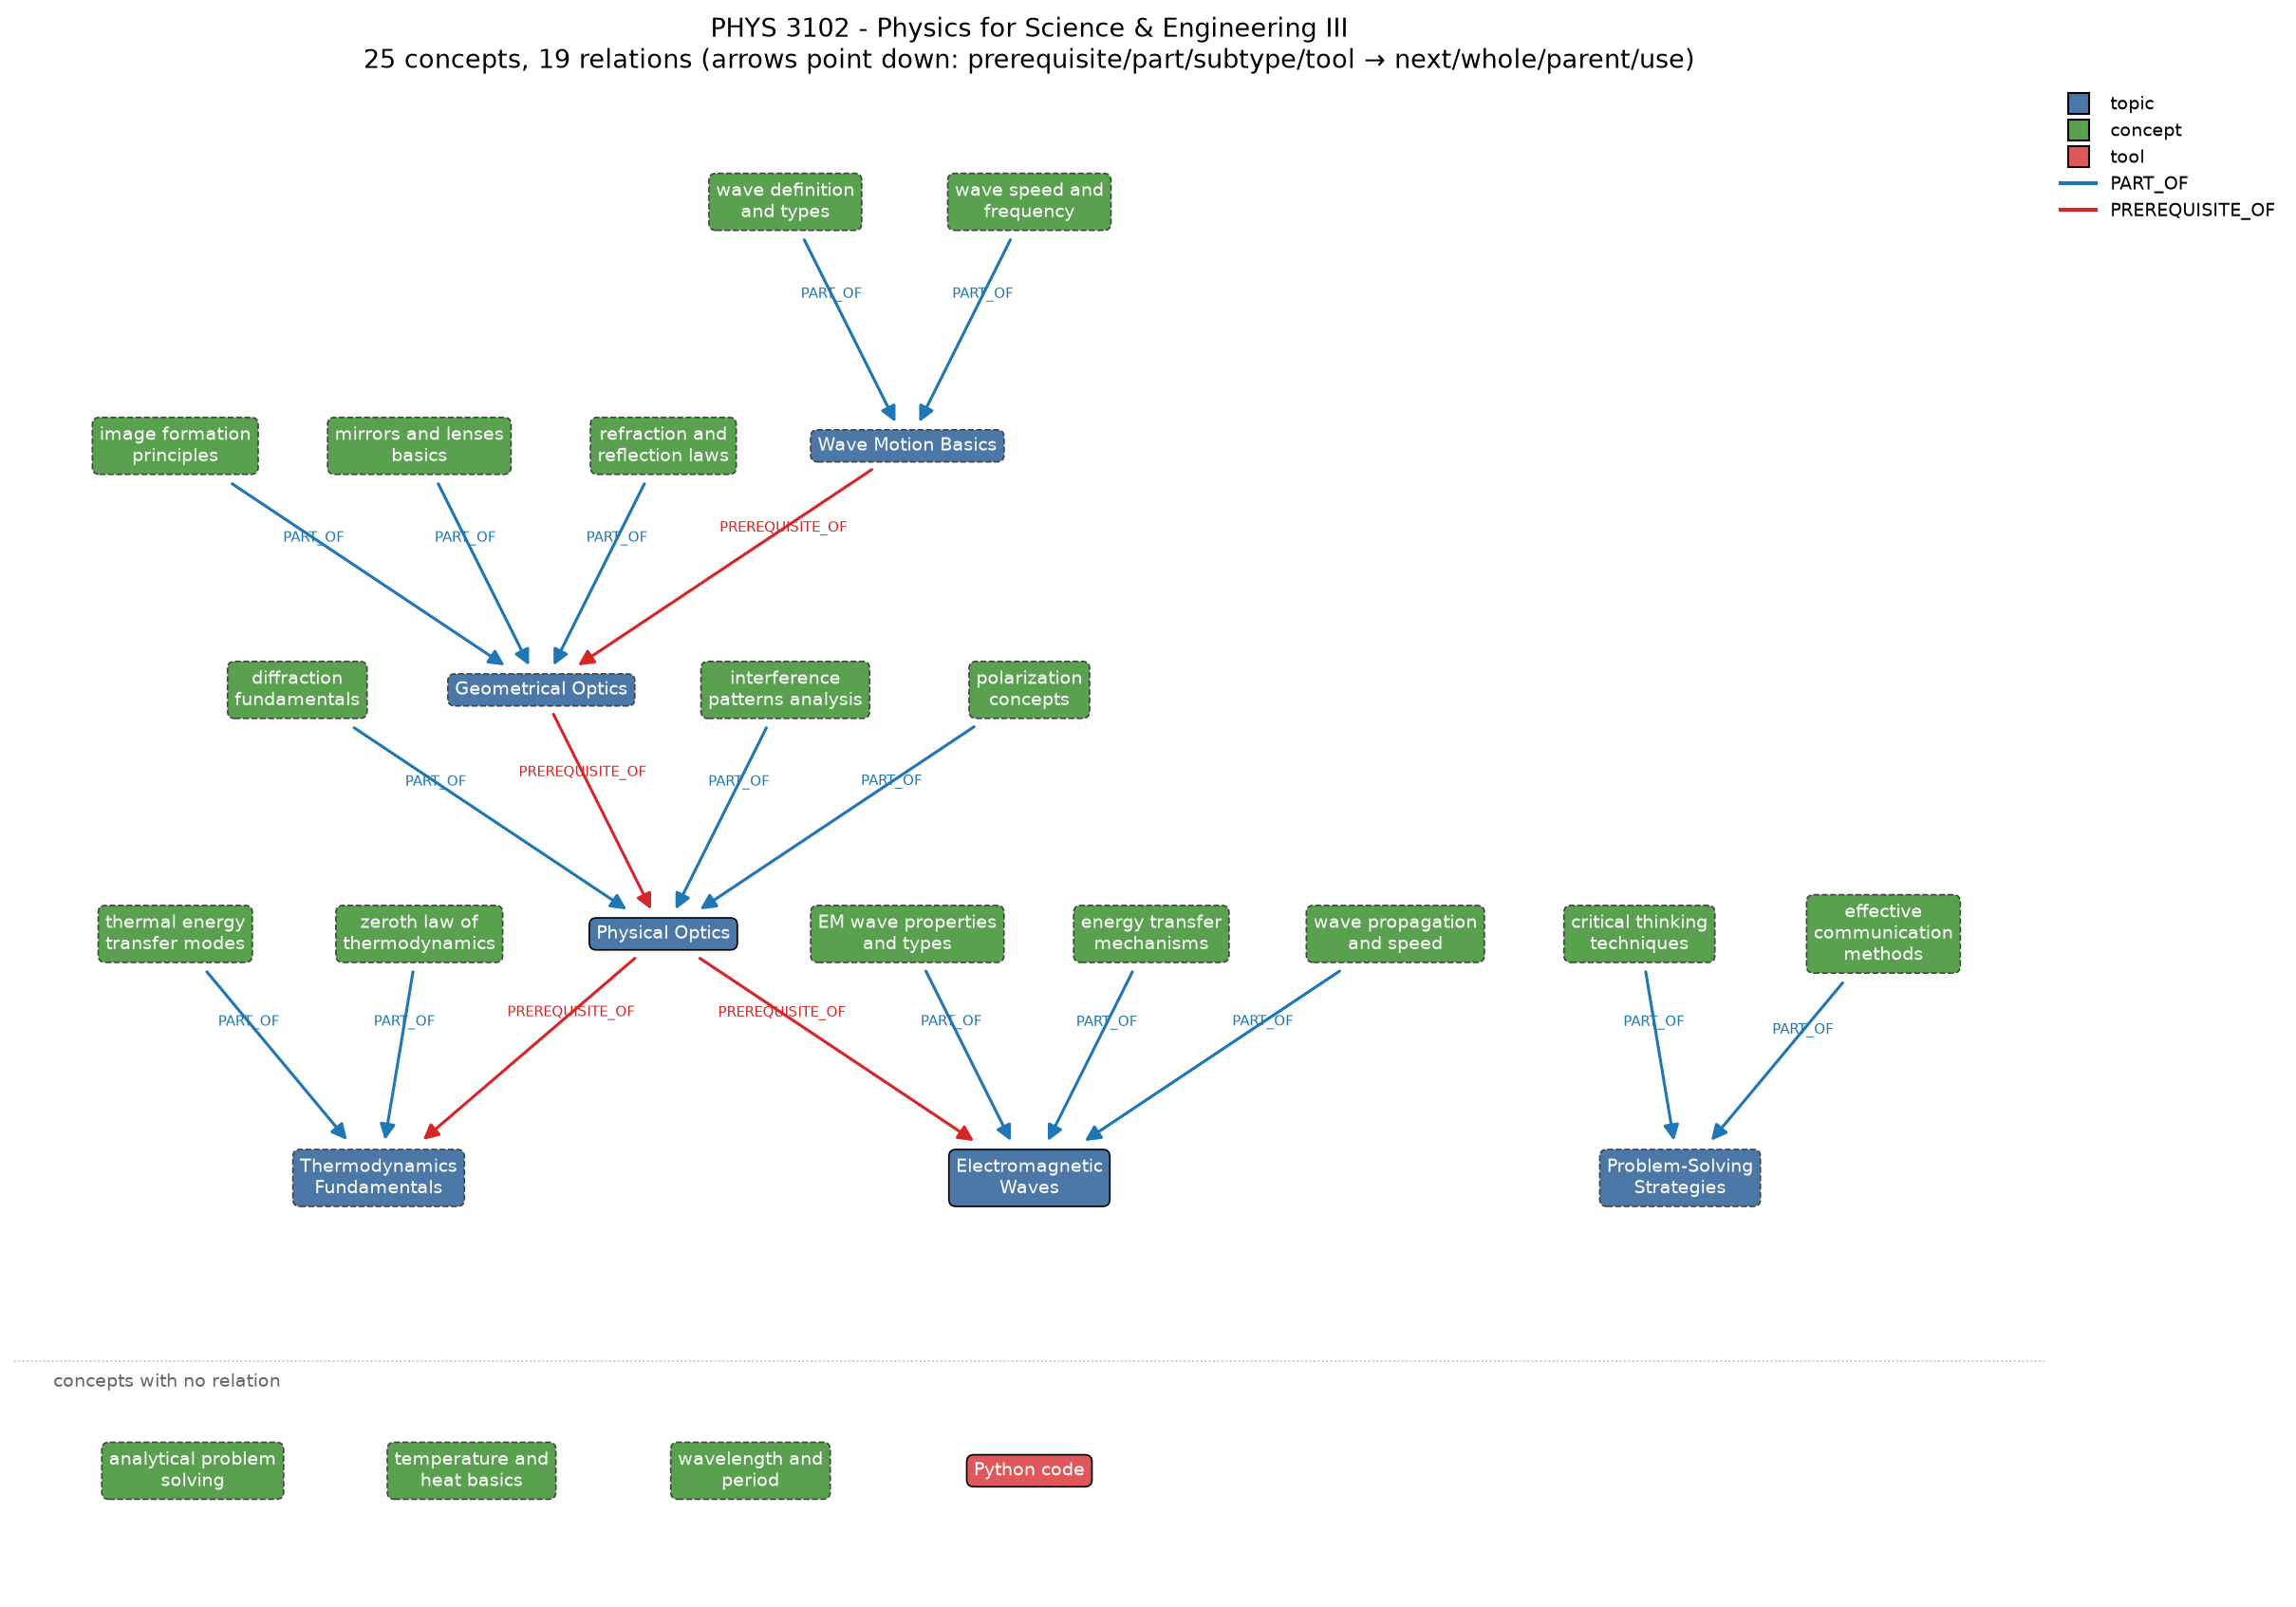 PHYS 3102 - Physics for Science & Engineering III
25 concepts, 19 relations (arrows point down: prerequisite/part/subtype/tool → next/whole/parent/use)
topic
concept
tool
PART_OF
PREREQUISITE_OF
wave definition
and types
wave speed and
frequency
PART_OF
PART_OF
image formation
principles
mirrors and lenses
basics
refraction and
reflection laws
Wave Motion Basics
PART_OF
PART_OF
PART_OF
PREREQUISITE_OF
diffraction
fundamentals
Geometrical Optics
interference
patterns analysis
polarization
concepts
PART_OF
PREREQUISITE_OF
PART_OF
PART_OF
thermal energy
transfer modes
zeroth law of
thermodynamics
Physical Optics
EM wave properties
and types
energy transfer
mechanisms
wave propagation
and speed
critical thinking
techniques
effective
communication
methods
PART_OF
PART_OF
PREREQUISITE_OF
PREREQUISITE_OF
PART_OF
PART_OF
PART_OF
PART_OF
PART_OF
Thermodynamics
Fundamentals
Electromagnetic
Waves
Problem-Solving
Strategies
concepts with no relation
analytical problem
solving
temperature and
heat basics
wavelength and
period
Python code